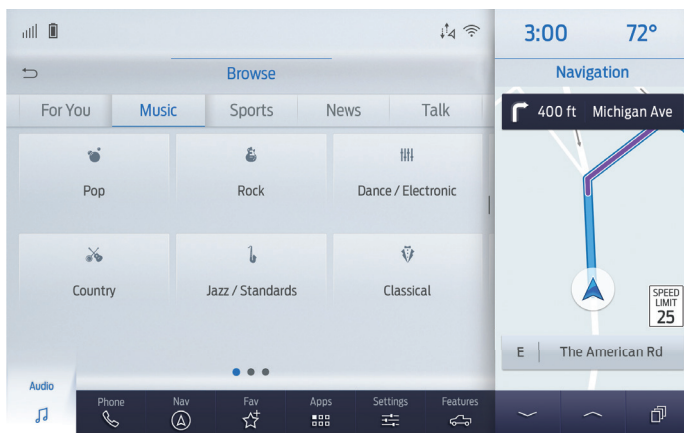 3:00 72°
Browse
Navigation
For You Music Sports News Talk
400 ft Michigan Ave
Pop Rock Dance / Electronic
Country Jazz / Standards Classical
SPEED
LIMIT
25
E The American Rd
Audio
Phone Nav Fav Apps Settings Features